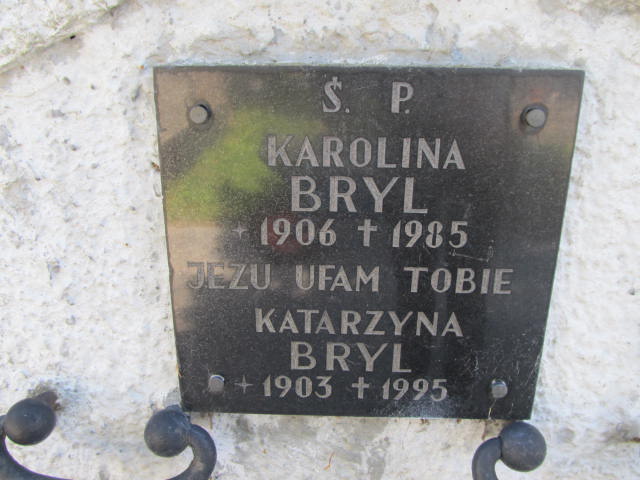 Ś. P.
KAROLINA
BRYL
* 1906 † 1985
JEZU UFAM TOBIE
KATARZYNA
BRYL
* 1903 † 1995